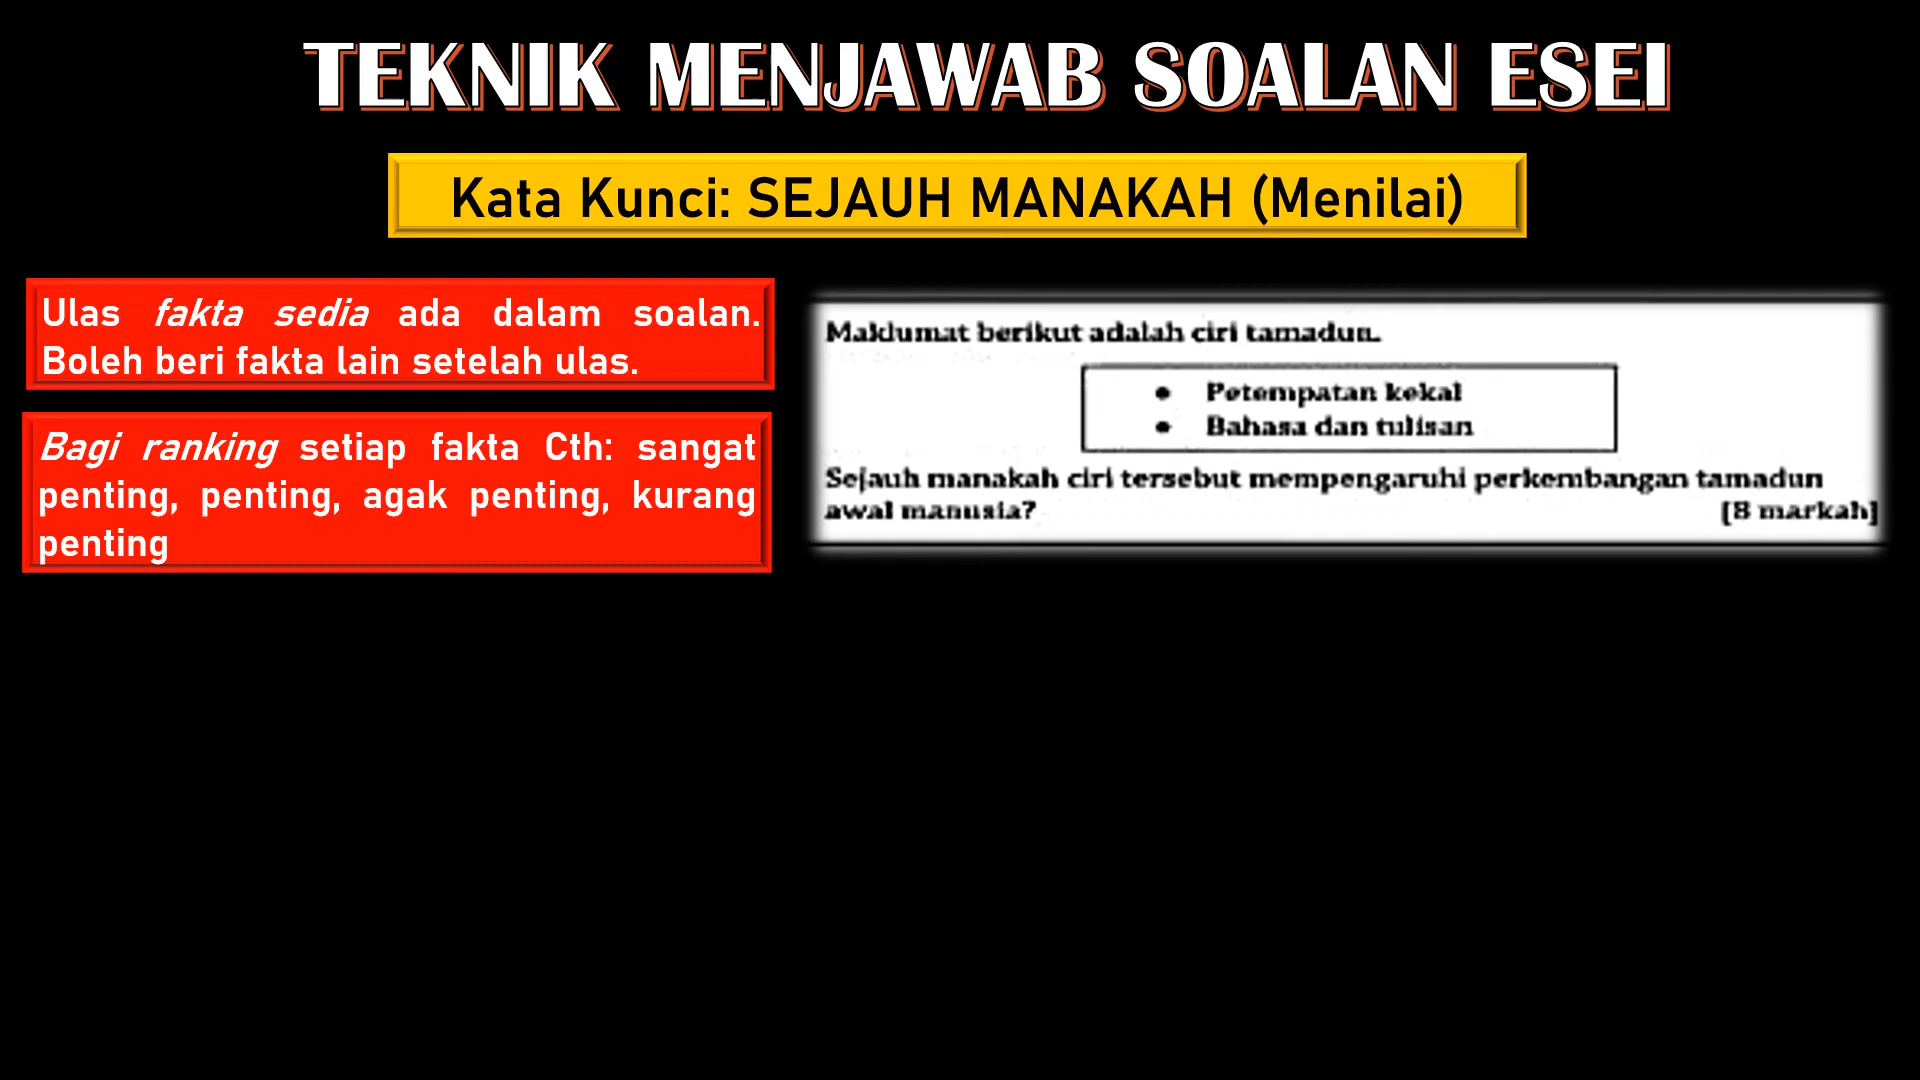 TEKNIK MENJAWAB SOALAN ESEI
Kata Kunci: SEJAUH MANAKAH (Menilai)
Ulas fakta sedia ada dalam soalan.
Boleh beri fakta lain setelah ulas.
Bagi ranking setiap fakta Cth: sangat
penting, penting, agak penting, kurang
penting
Maklumat berikut adalah ciri tamadun.
• Petempatan kekal
• Bahasa dan tulisan
Sejauh manakah ciri tersebut mempengaruhi perkembangan tamadun
awal manusia? [8 markah]